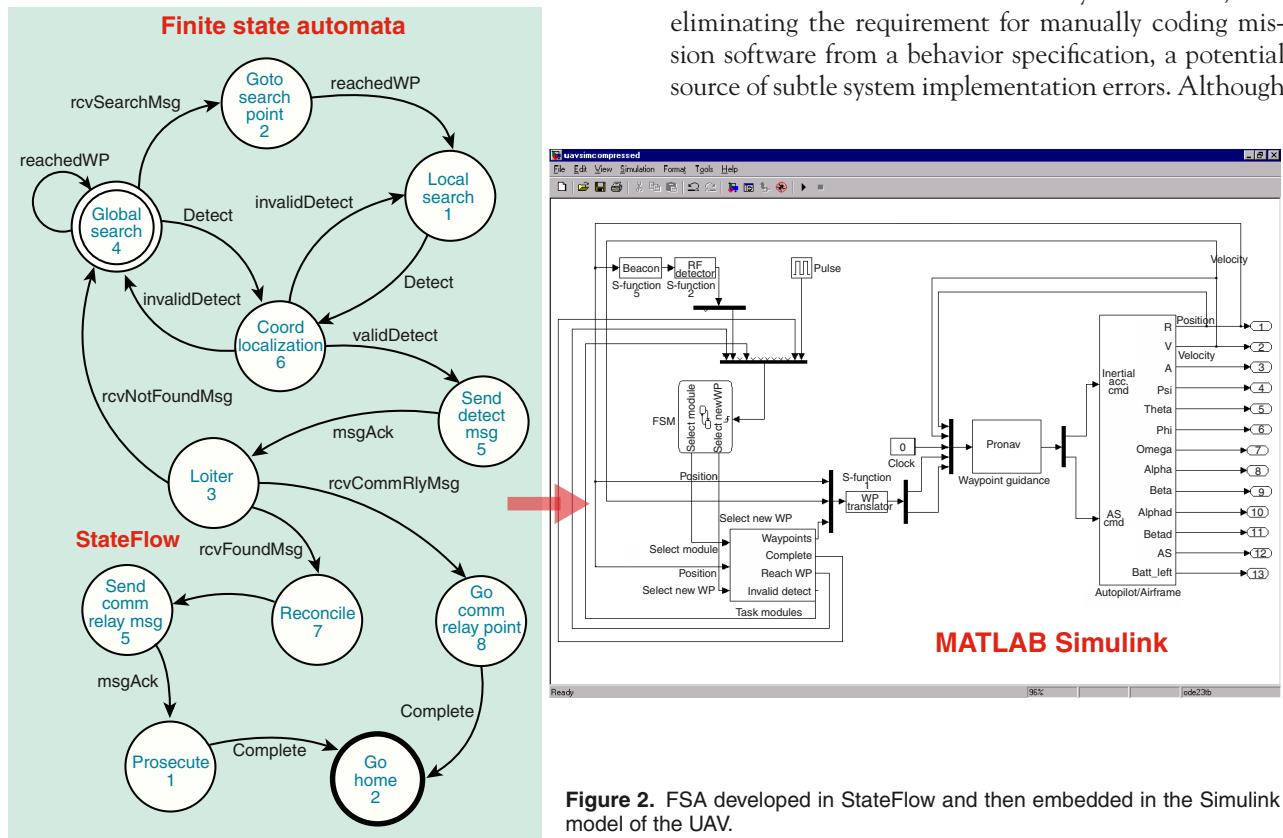 eliminating the requirement for manually coding mis-
sion software from a behavior specification, a potential
source of subtle system implementation errors. Although
Finite state automata
Goto
search
point
2
rcvSearchMsg
reachedWP
reachedWP
Local
search
1
invalidDetect
Global
search
4
Detect
Detect
invalidDetect
Coord
localization
6
validDetect
rcvNotFoundMsg
Send
detect
msg
5
msgAck
Loiter
3
rcvCommRlyMsg
StateFlow
rcvFoundMsg
Send
comm
relay msg
5
Reconcile
7
Go
comm
relay point
8
msgAck
Complete
Prosecute
1
Complete
Go
home
2
uavsimcompressed
File Edit View Simulation Format Tools Help
Velocity
Beacon
S-function
5
RF
detector
S-function
2
Pulse
FSM
Select module
Select newWP
Position
Select new WP
Select module
Position
Select new WP
Waypoints
Complete
Reach WP
Invalid detect
Task modules
S-function
1
WP
translator
0
Clock
Pronav
Waypoint guidance
Inertial
acc.
cmd
AS
cmd
R
V
A
Psi
Theta
Phi
Omega
Alpha
Beta
Alphad
Betad
AS
Batt_left
Autopilot/Airframe
Position
Velocity
1
2
3
4
5
6
7
8
9
10
11
12
13
MATLAB Simulink
Ready
96%
ode23tb
Figure 2. FSA developed in StateFlow and then embedded in the Simulink
model of the UAV.